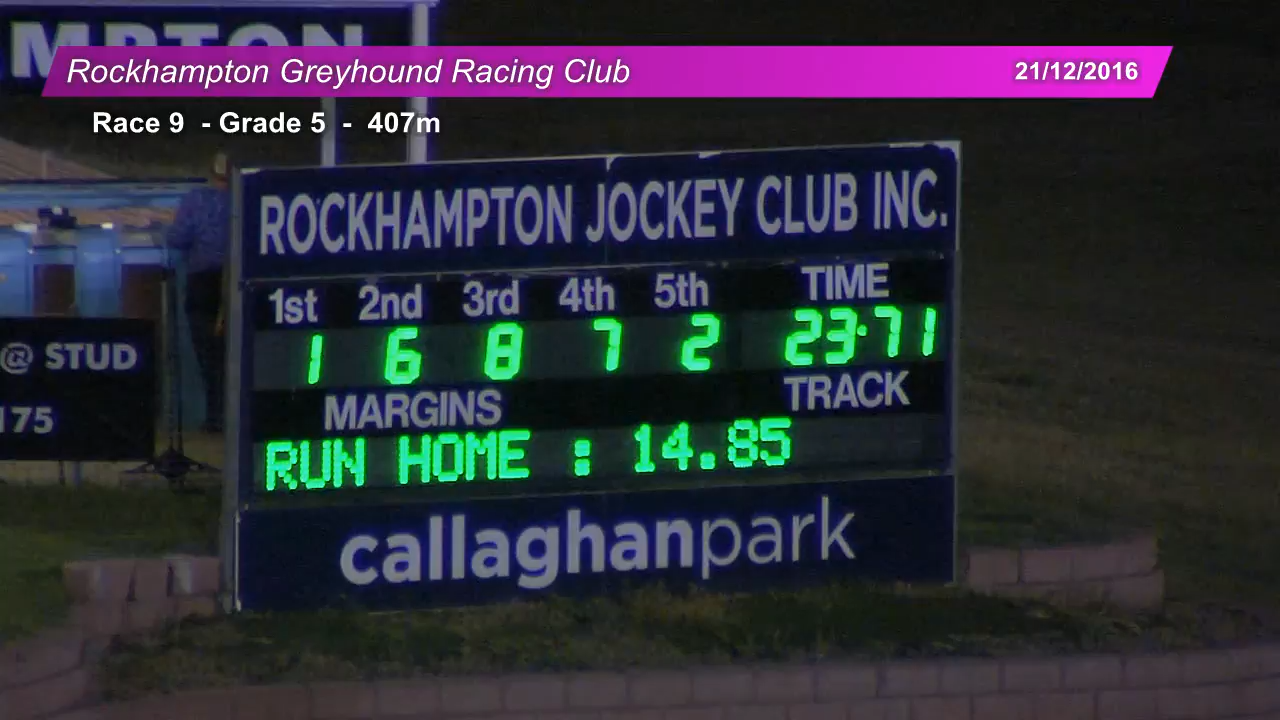 MPTON
Rockhampton Greyhound Racing Club 21/12/2016
Race 9 - Grade 5 - 407m
ROCKHAMPTON JOCKEY CLUB INC.
1st 2nd 3rd 4th 5th TIME
1 6 8 7 2 23.71
MARGINS TRACK
RUN HOME : 14.85
callaghanpark
@ STUD
175